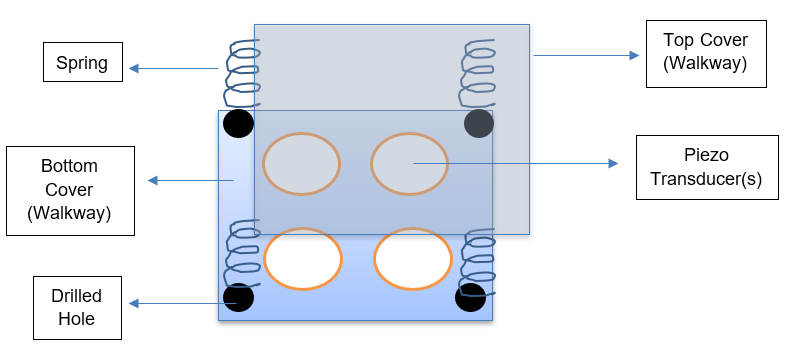 Spring
Top Cover
(Walkway)
Bottom
Cover
(Walkway)
Piezo
Transducer(s)
Drilled
Hole